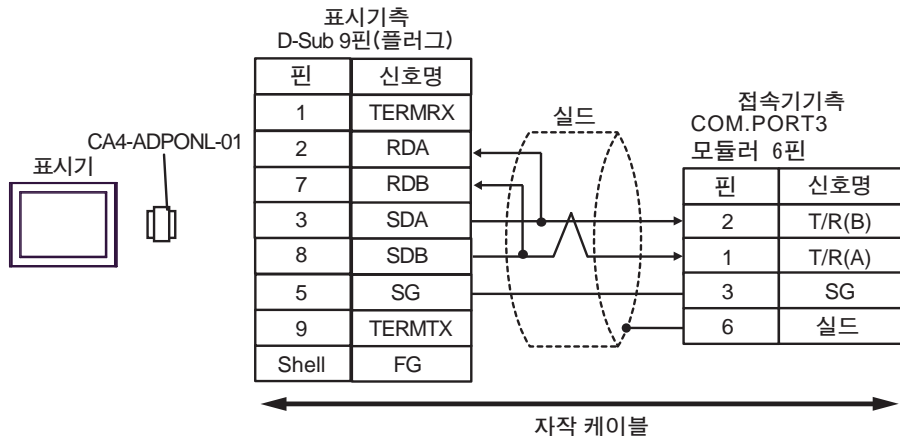 표시기측
D-Sub 9핀(플러그)
핀 신호명
1 TERMRX
2 RDA
7 RDB
3 SDA
8 SDB
5 SG
9 TERMTX
Shell FG
CA4-ADPONL-01
표시기
실드
접속기기측
COM.PORT3
모듈러 6핀
핀 신호명
2 T/R(B)
1 T/R(A)
3 SG
6 실드
자작 케이블